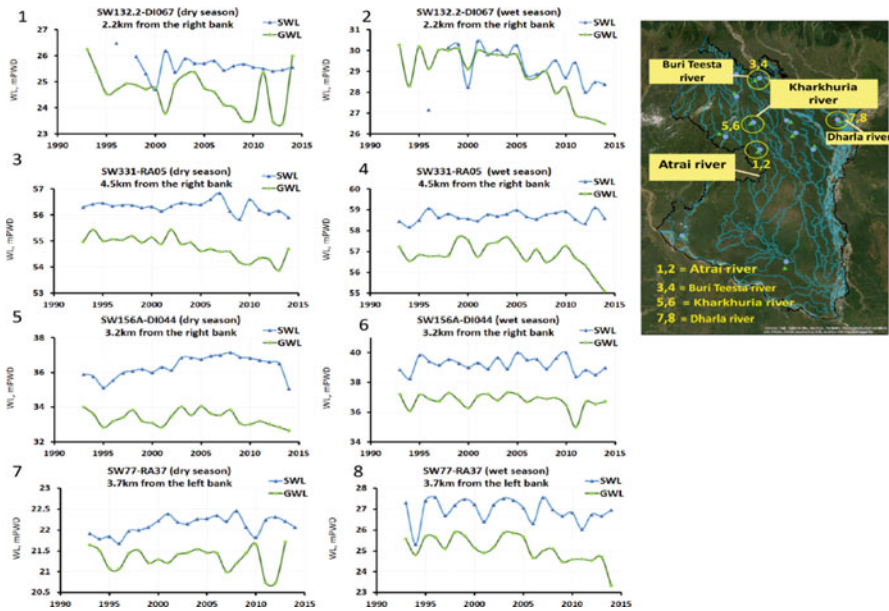 1
SW132.2-DI067 (dry season)
2.2km from the right bank
SWL
GWL
WL, mPWD
27
26
25
24
23
1990 1995 2000 2005 2010 2015
2
SW132.2-DI067 (wet season)
2.2km from the right bank
SWL
GWL
31
30
29
28
27
26
1990 1995 2000 2005 2010 2015
3
SW331-RA05 (dry season)
4.5km from the right bank
SWL
GWL
WL, mPWD
57
56
55
54
53
1990 1995 2000 2005 2010 2015
4
SW331-RA05 (wet season)
4.5km from the right bank
SWL
GWL
60
59
58
57
56
55
1990 1995 2000 2005 2010 2015
5
SW156A-DI044 (dry season)
3.2km from the right bank
SWL
GWL
WL, mPWD
38
36
34
32
1990 1995 2000 2005 2010 2015
6
SW156A-DI044 (wet season)
3.2km from the right bank
SWL
GWL
42
40
38
36
34
1990 1995 2000 2005 2010 2015
7
SW77-RA37 (dry season)
3.7km from the left bank
SWL
GWL
WL, mPWD
23
22.5
22
21.5
21
20.5
1990 1995 2000 2005 2010 2015
8
SW77-RA37 (wet season)
3.7km from the left bank
SWL
GWL
28
27
26
25
24
23
1990 1995 2000 2005 2010 2015
Buri Teesta
river
3,4
Kharkhuria
river
5,6
7,8
Dharla river
Atrai river
1,2
1,2 = Atrai river
3,4 = Buri Teesta river
5,6 = Kharkhuria river
7,8 = Dharla river